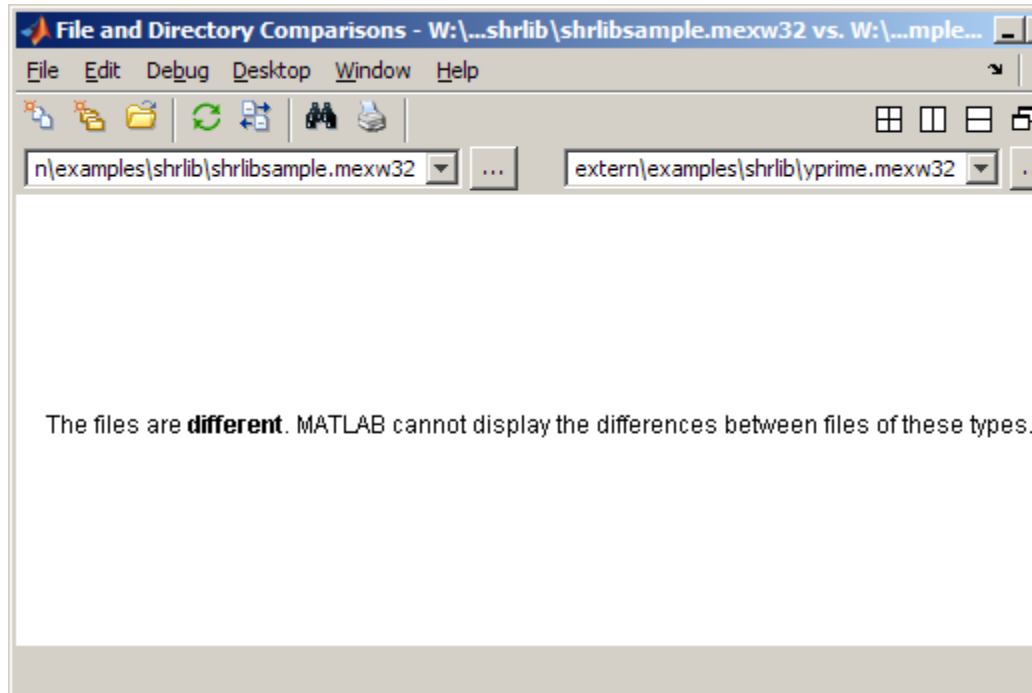 File and Directory Comparisons - W:\...shrlib\shrlibsample.mexw32 vs. W:\...mple...
File Edit Debug Desktop Window Help
n\examples\shrlib\shrlibsample.mexw32 ... extern\examples\shrlib\yprime.mexw32
The files are different. MATLAB cannot display the differences between files of these types.